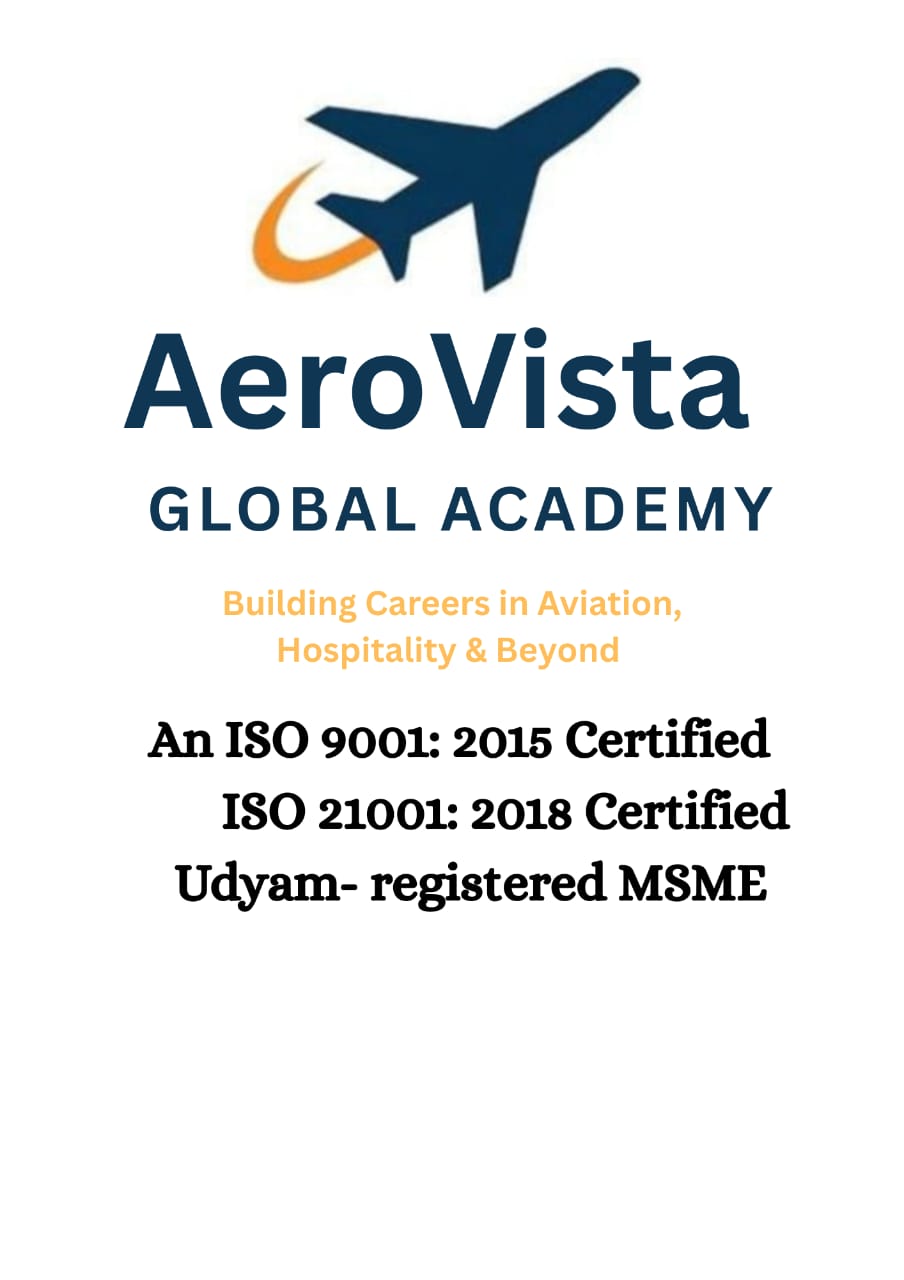 AeroVista
GLOBAL ACADEMY
Building Careers in Aviation,
Hospitality & Beyond
An ISO 9001: 2015 Certified
ISO 21001: 2018 Certified
Udyam- registered MSME